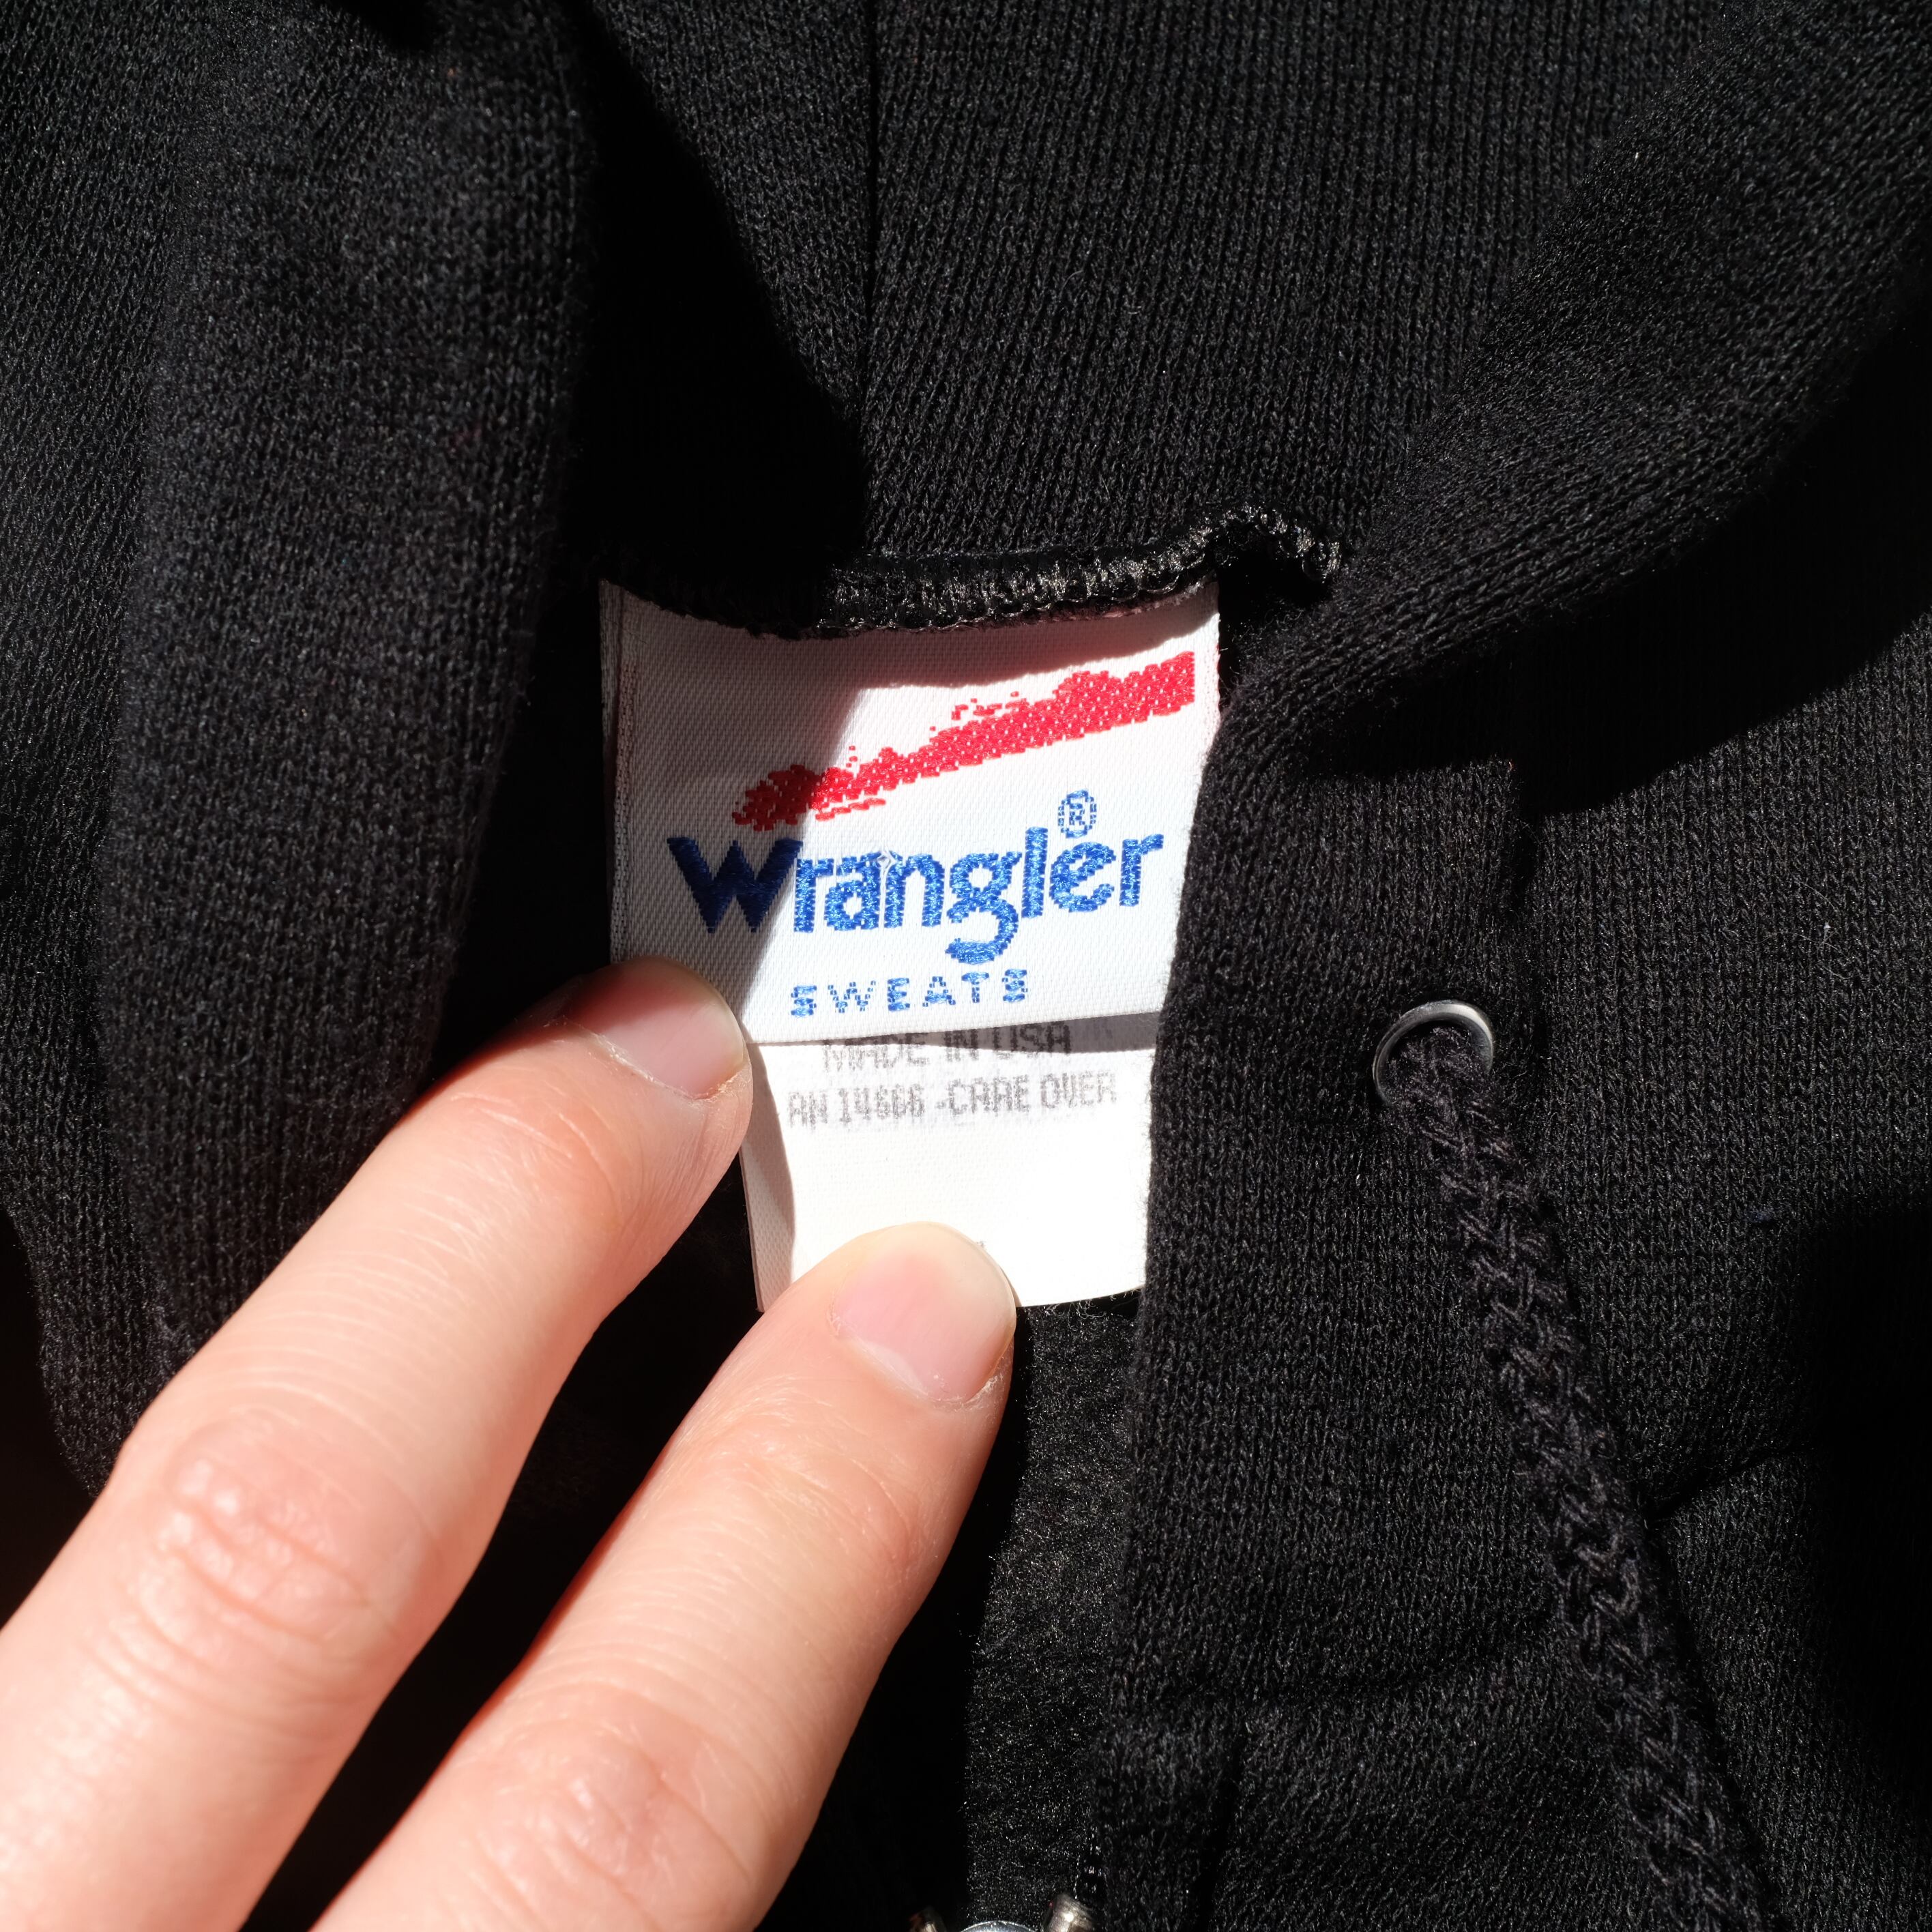 Wrangler®
SWEATS
MADE IN USA
RN 14666 -CARE OVER